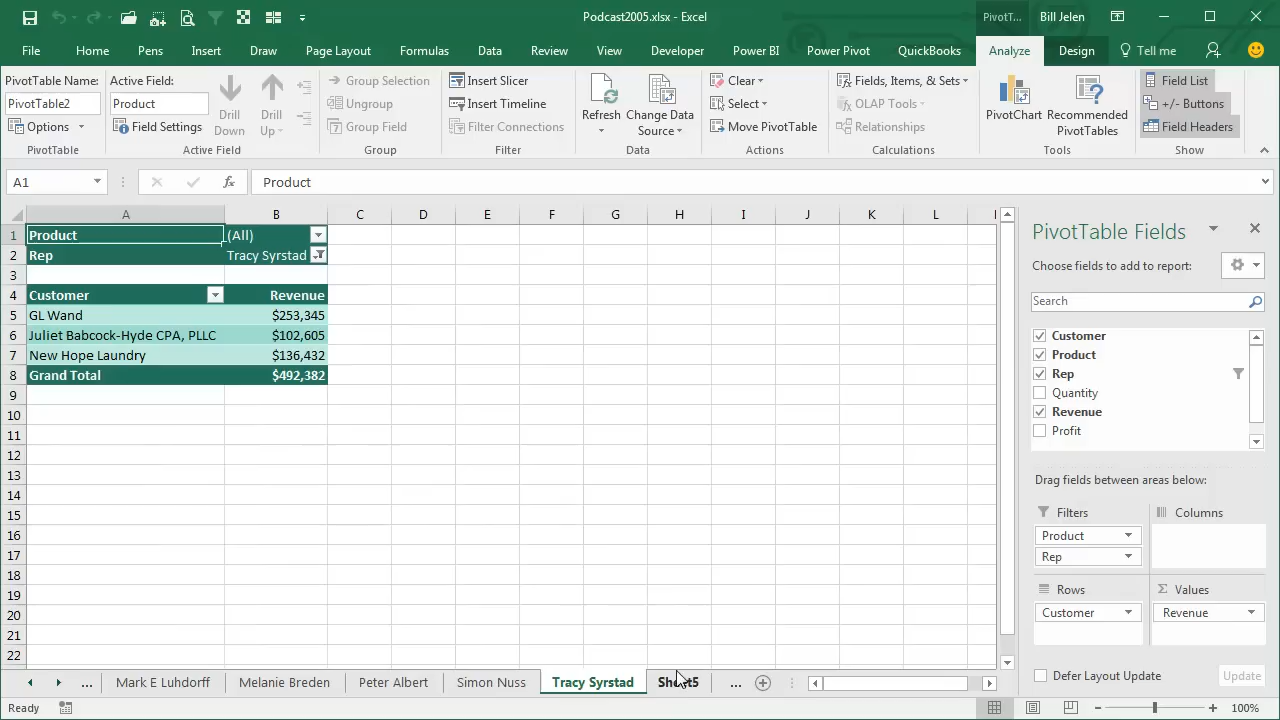 Podcast2005.xlsx - Excel
PivotT...
Bill Jelen
File
Home
Pens
Insert
Draw
Page Layout
Formulas
Data
Review
View
Developer
Power BI
Power Pivot
QuickBooks
Analyze
Design
Tell me
PivotTable Name:
PivotTable2
Options
PivotTable
Active Field:
Product
Field Settings
Drill Down
Drill Up
Active Field
Group Selection
Ungroup
Group Field
Group
Insert Slicer
Insert Timeline
Filter Connections
Filter
Refresh
Change Data Source
Data
Clear
Select
Move PivotTable
Actions
Fields, Items, & Sets
OLAP Tools
Relationships
Calculations
PivotChart
Recommended PivotTables
Tools
Field List
+/- Buttons
Field Headers
Show
A1
fx
Product
A B C D E F G H I J K L
1 Product (All)
2 Rep Tracy Syrstad
3
4 Customer Revenue
5 GL Wand $253,345
6 Juliet Babcock-Hyde CPA, PLLC $102,605
7 New Hope Laundry $136,432
8 Grand Total $492,382
9
10
11
12
13
14
15
16
17
18
19
20
21
22
PivotTable Fields
Choose fields to add to report:
Search
Customer
Product
Rep
Quantity
Revenue
Profit
Drag fields between areas below:
Filters
Columns
Product
Rep
Rows
Values
Customer
Revenue
Defer Layout Update
Update
... Mark E Luhdorff Melanie Breden Peter Albert Simon Nuss Tracy Syrstad Sheet5 ...
Ready
100%